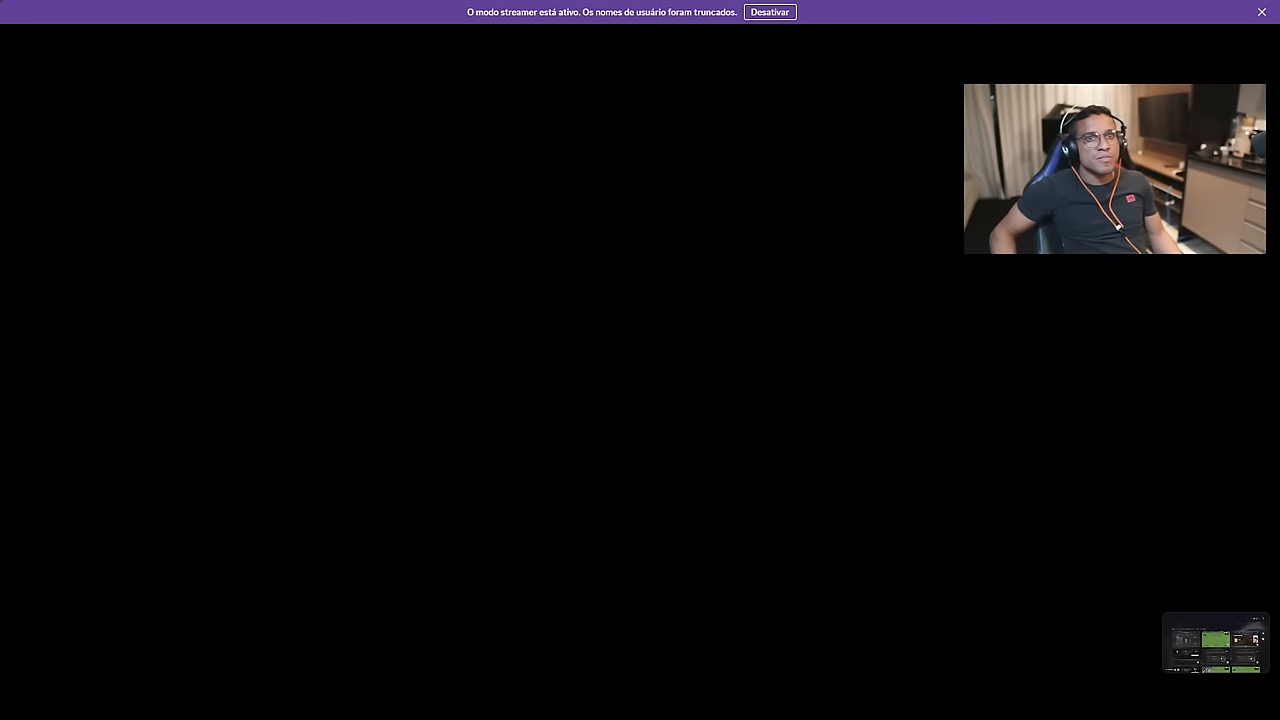 O modo streamer está ativo. Os nomes de usuário foram truncados.
Desativar